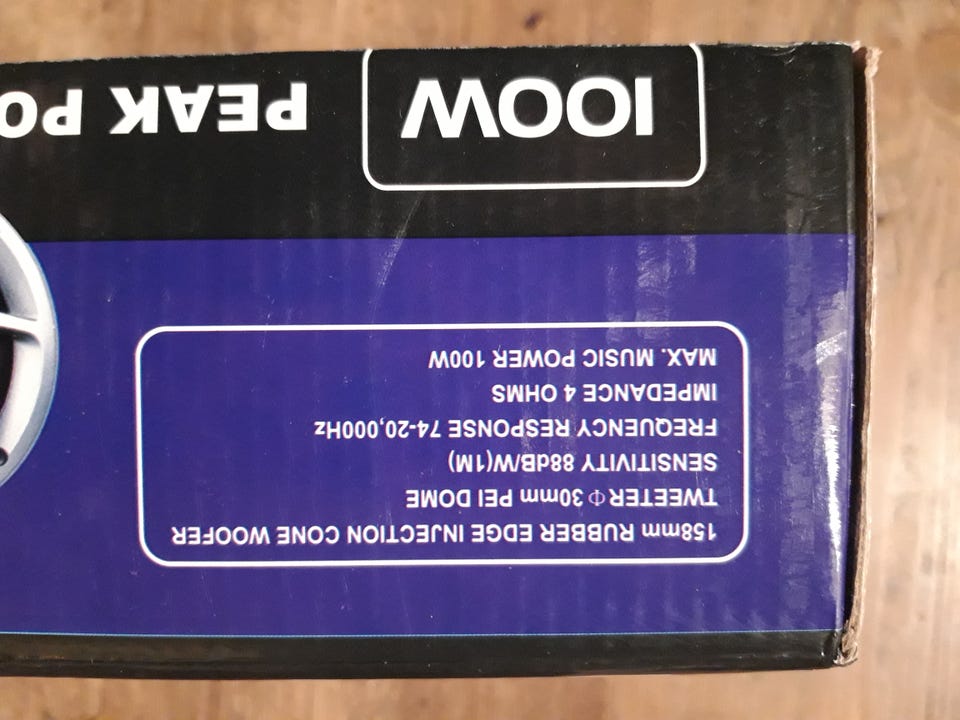 158mm RUBBER EDGE INJECTION CONE WOOFER
TWEETER Φ 30mm PEI DOME
SENSITIVITY 88dB/W(1M)
FREQUENCY RESPONSE 74-20,000Hz
IMPEDANCE 4 OHMS
MAX. MUSIC POWER 100W
100W PEAK PO